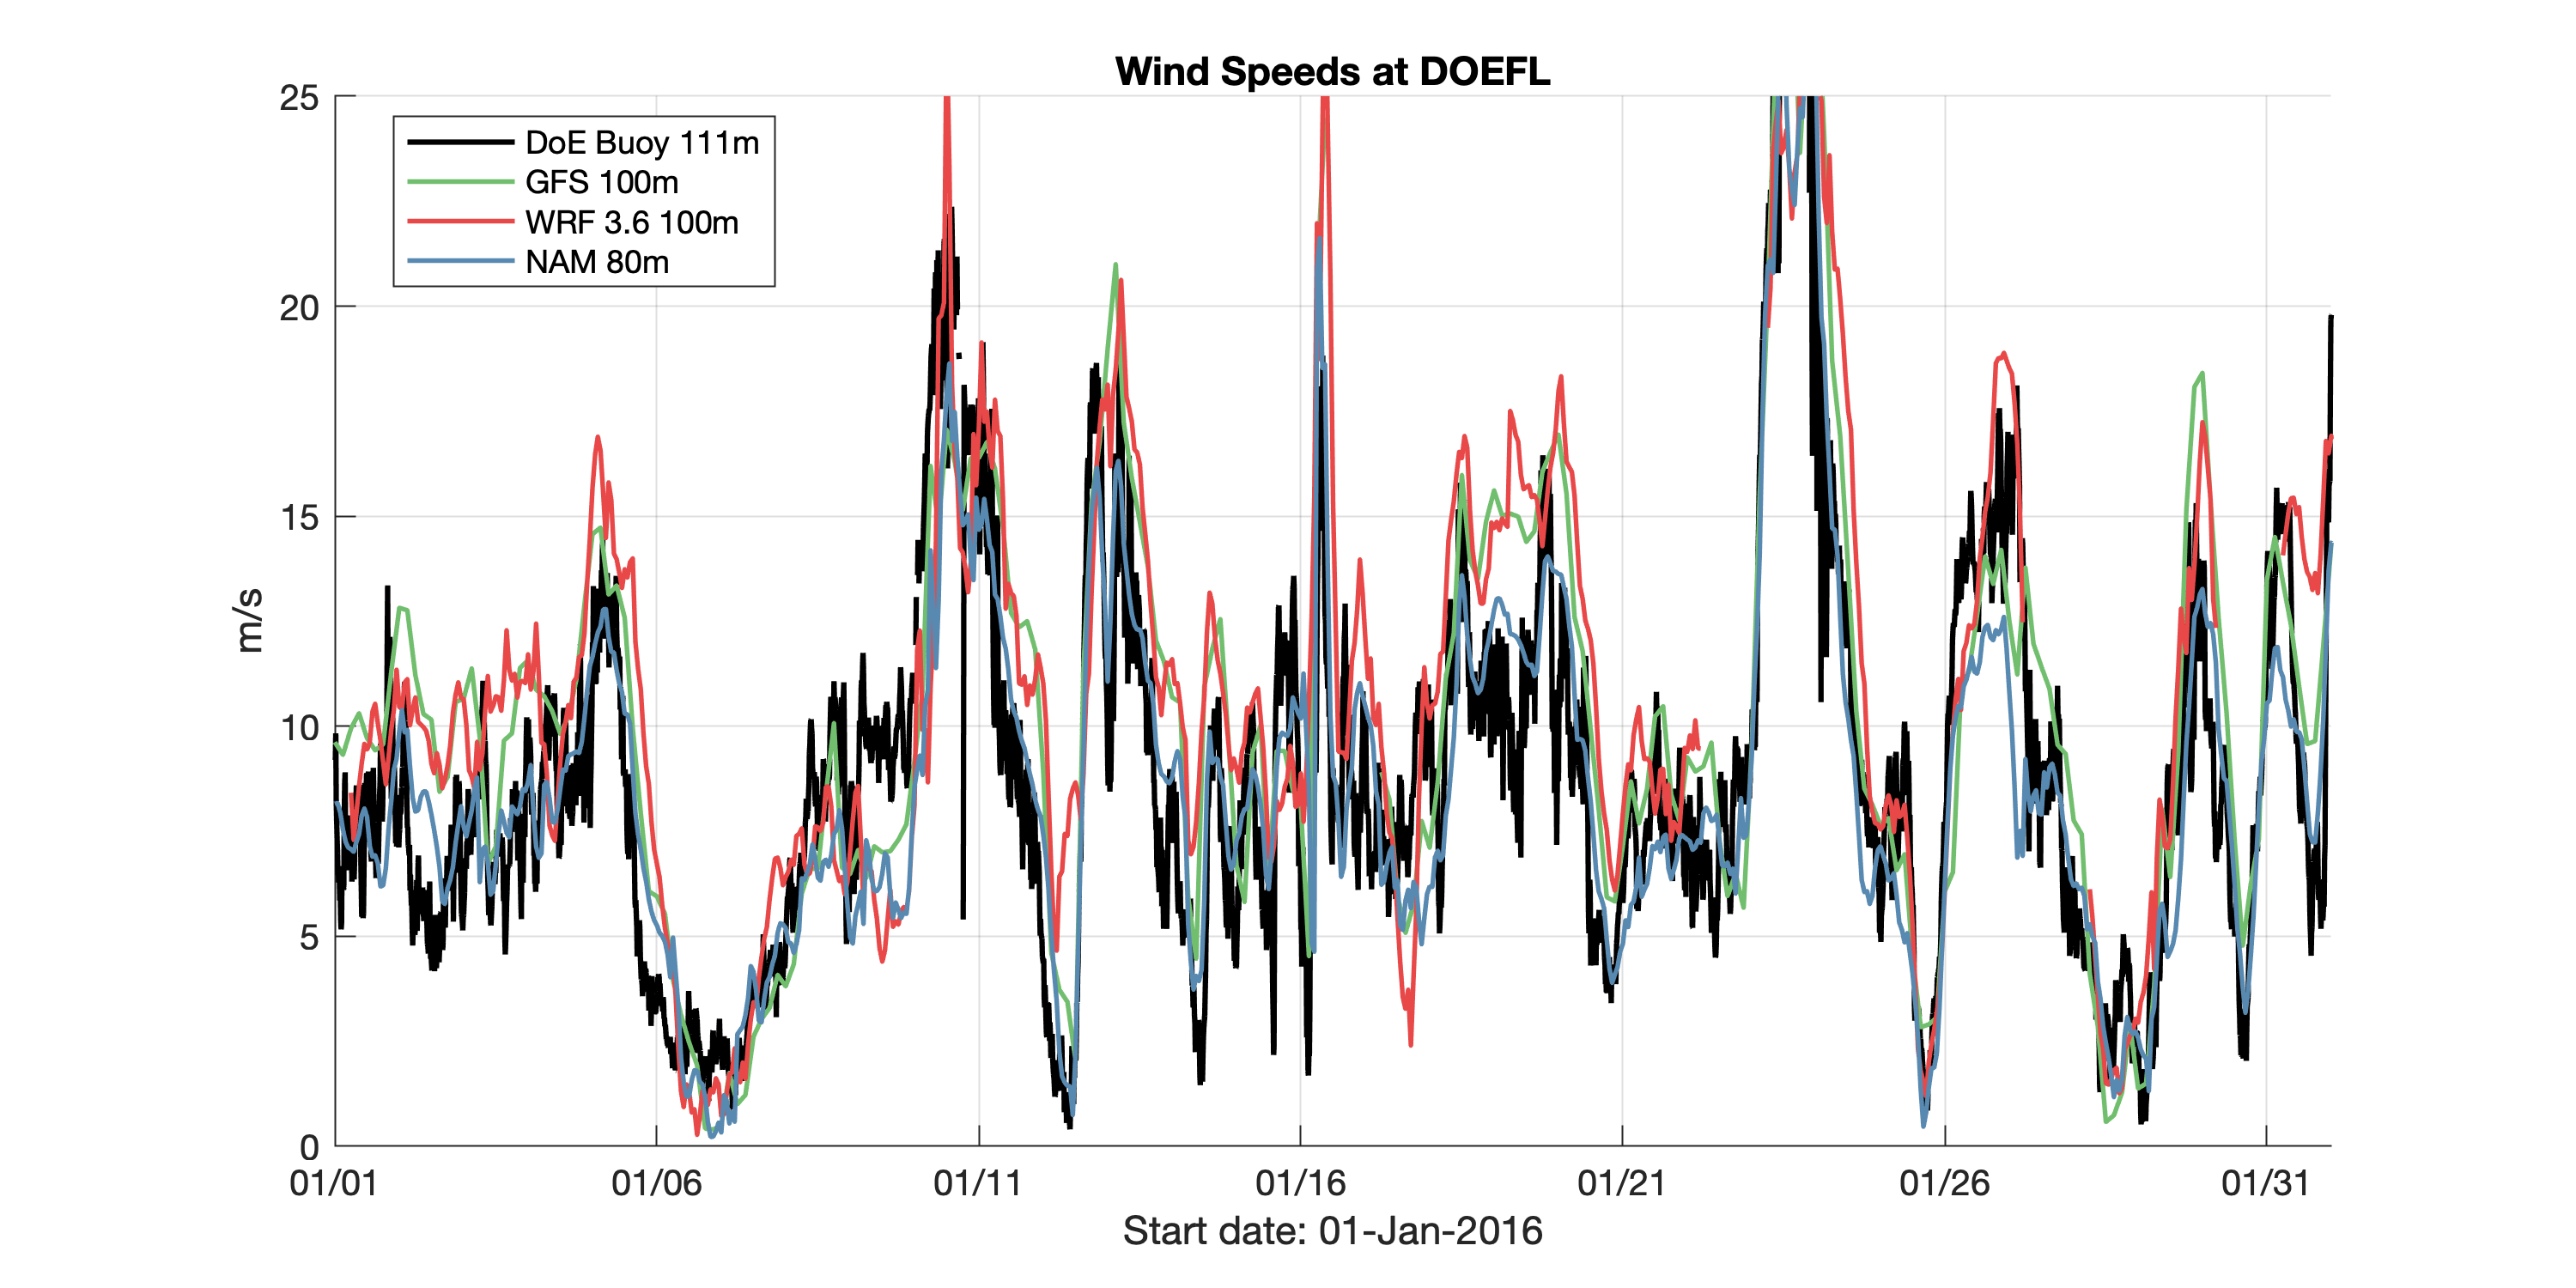 Wind Speeds at DOEFL
25
20
15
10
5
0
m/s
DoE Buoy 111m
GFS 100m
WRF 3.6 100m
NAM 80m
01/01 01/06 01/11 01/16 01/21 01/26 01/31
Start date: 01-Jan-2016